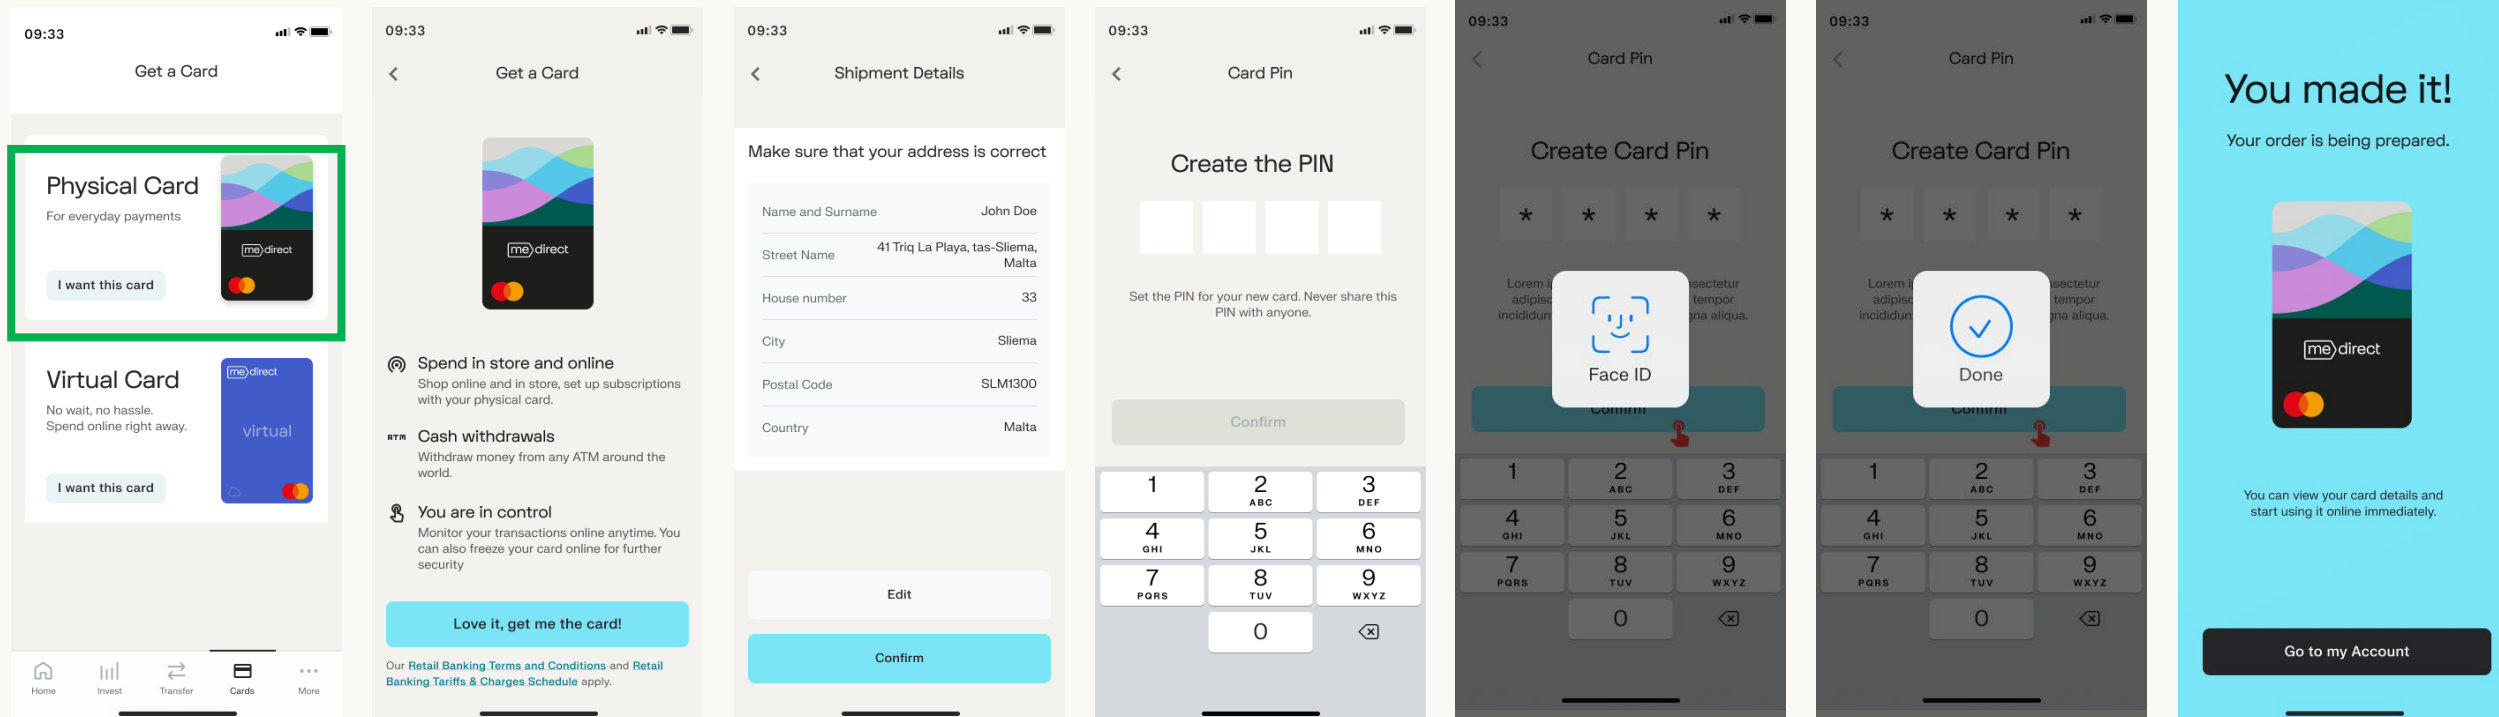 09:33
Get a Card
Physical Card
For everyday payments
me direct
I want this card
Virtual Card
No wait, no hassle.
Spend online right away.
me direct
virtual
I want this card
Home
Invest
Transfer
Cards
More
09:33
Get a Card
me direct
Spend in store and online
Shop online and in store, set up subscriptions
with your physical card.
ATM
Cash withdrawals
Withdraw money from any ATM around the
world.
You are in control
Monitor your transactions online anytime. You
can also freeze your card online for further
security
Love it, get me the card!
Our Retail Banking Terms and Conditions and Retail
Banking Tariffs & Charges Schedule apply.
09:33
Shipment Details
Make sure that your address is correct
Name and Surname John Doe
Street Name 41 Triq La Playa, tas-Sliema,
Malta
House number 33
City Sliema
Postal Code SLM1300
Country Malta
Edit
Confirm
09:33
Card Pin
Create the PIN
Set the PIN for your new card. Never share this
PIN with anyone.
Confirm
1 2 3
ABC DEF
4 5 6
GHI JKL MNO
7 8 9
PQRS TUV WXYZ
0
09:33
Card Pin
Create Card Pin
* * * *
Lorem
tempor
Face ID
Confirm
1 2 3
ABC DEF
4 5 6
GHI JKL MNO
7 8 9
PQRS TUV WXYZ
0
09:33
Card Pin
Create Card Pin
* * * *
Lorem
tempor
Done
Confirm
1 2 3
ABC DEF
4 5 6
GHI JKL MNO
7 8 9
PQRS TUV WXYZ
0
You made it!
Your order is being prepared.
me direct
You can view your card details and
start using it online immediately.
Go to my Account